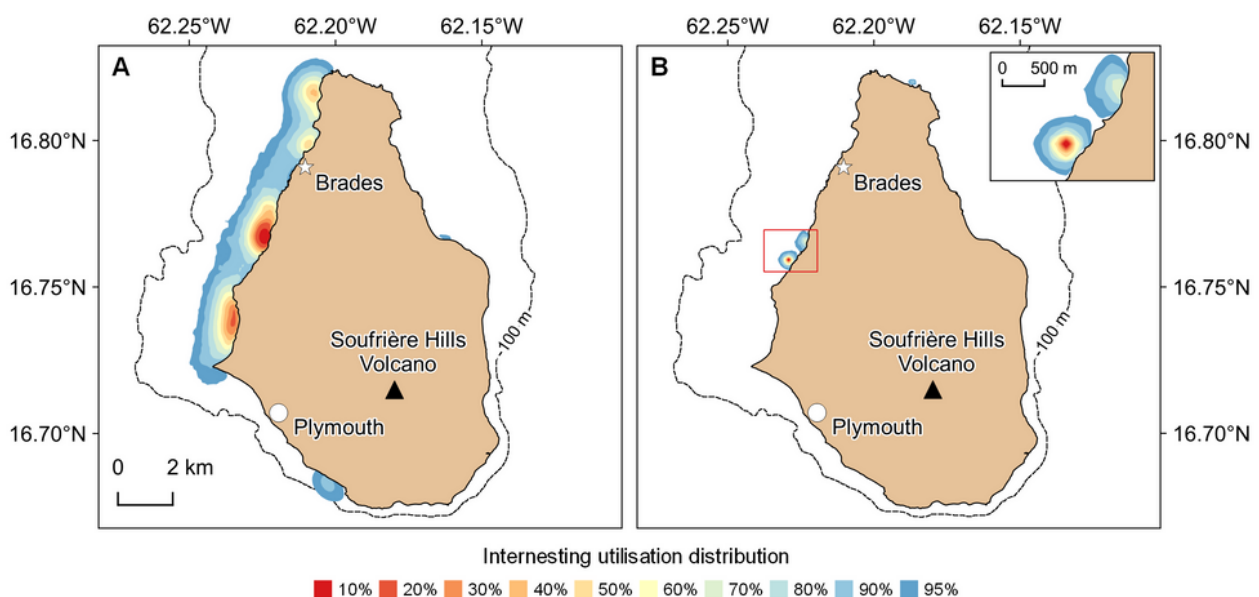 62.25°W 62.20°W 62.15°W 62.25°W 62.20°W 62.15°W
A
B
0 500 m
16.80°N
16.80°N
Brades
Brades
16.75°N
16.75°N
Soufrière Hills
Volcano
Soufrière Hills
Volcano
-100 m
-100 m
16.70°N
Plymouth
Plymouth
16.70°N
0 2 km
Internesting utilisation distribution
10% 20% 30% 40% 50% 60% 70% 80% 90% 95%